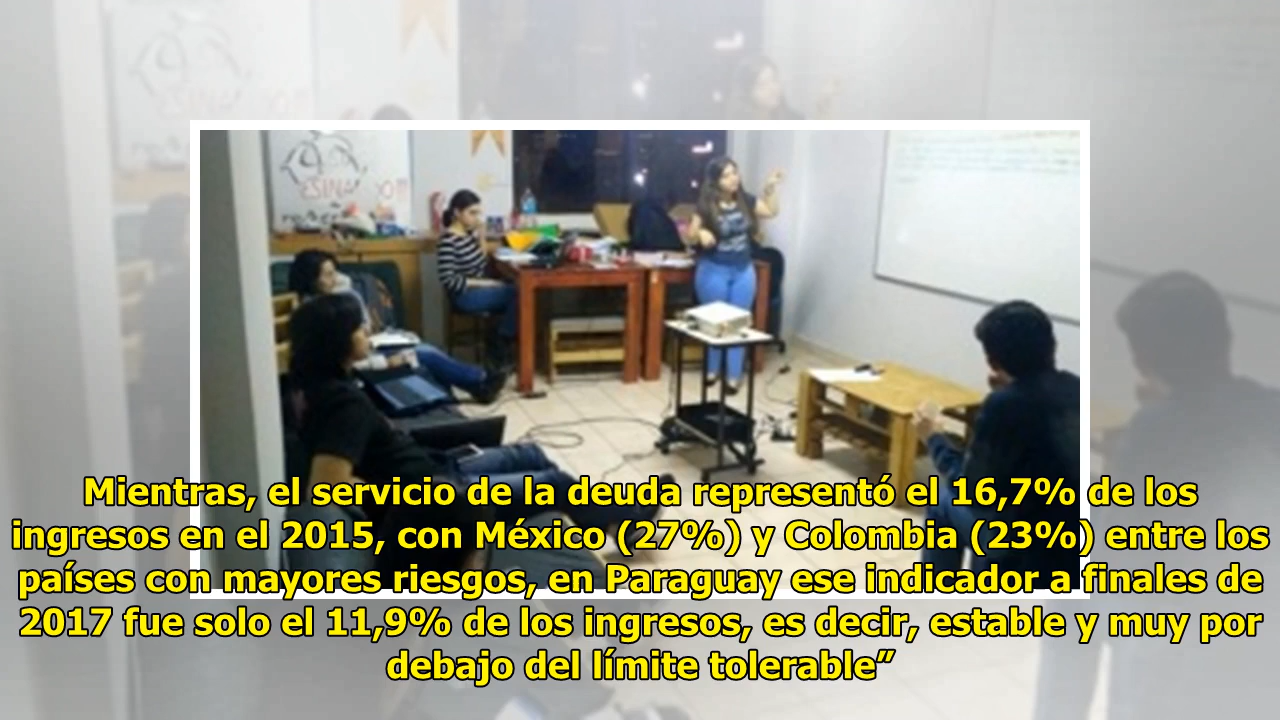 Mientras, el servicio de la deuda representó el 16,7% de los
ingresos en el 2015, con México (27%) y Colombia (23%) entre los
países con mayores riesgos, en Paraguay ese indicador a finales de
2017 fue solo el 11,9% de los ingresos, es decir, estable y muy por
debajo del límite tolerable”